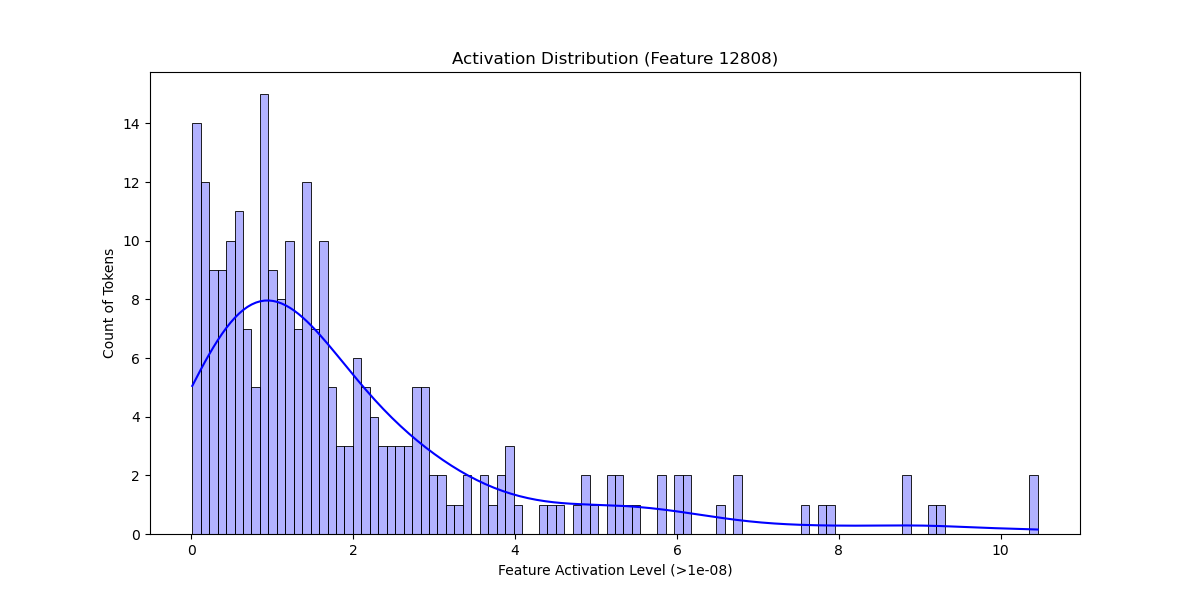 Activation Distribution (Feature 12808)
Count of Tokens
14
12
10
8
6
4
2
0
0 2 4 6 8 10
Feature Activation Level (>1e-08)